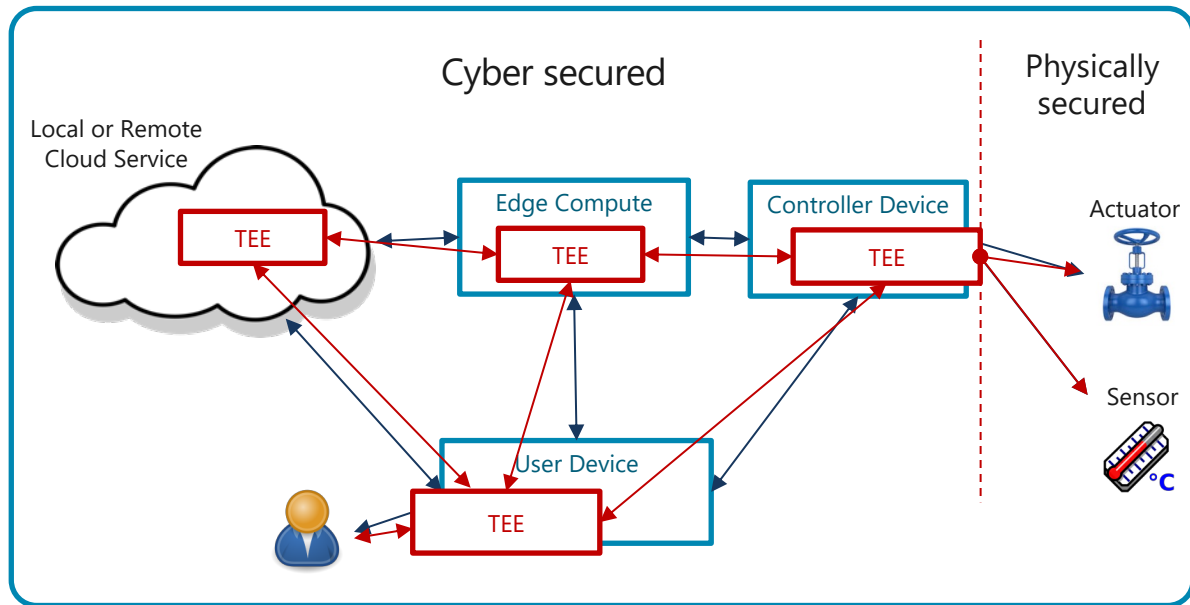 Cyber secured
Physically
secured
Local or Remote
Cloud Service
TEE
Edge Compute
TEE
Controller Device
TEE
Actuator
Sensor
°C
User Device
TEE